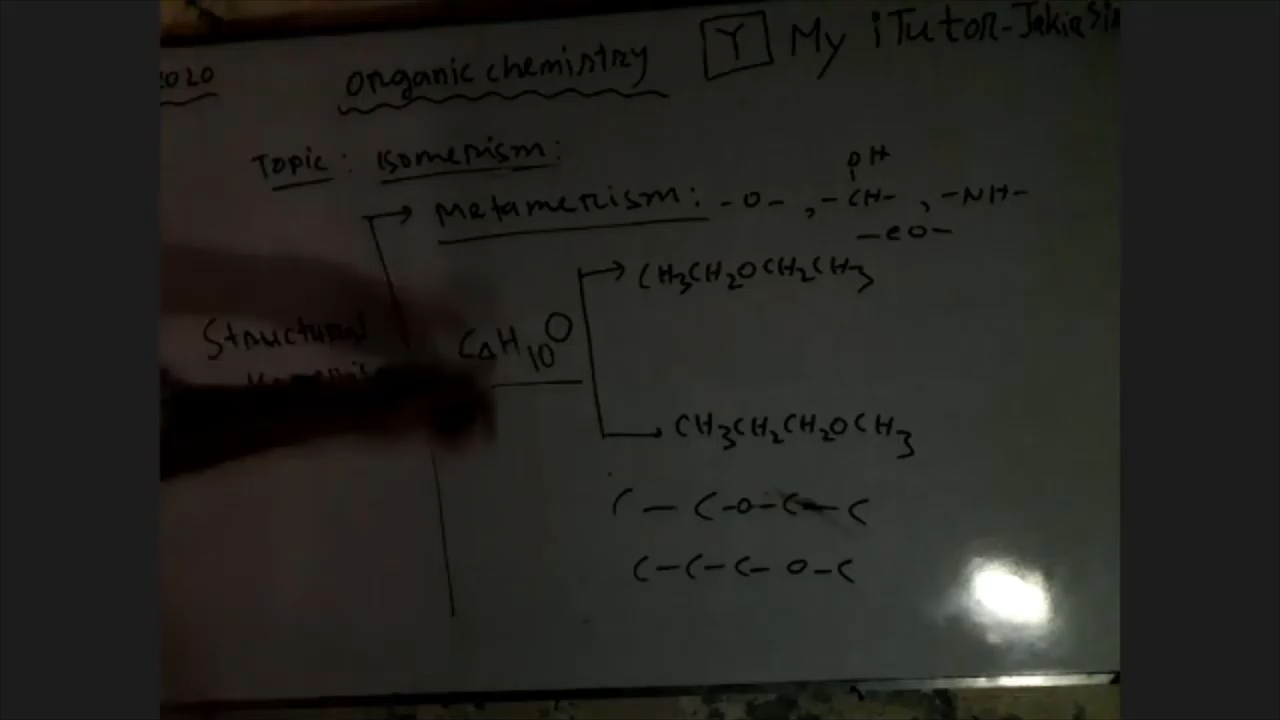 2020
Organic chemistry
Y My iTutor-Jakia
Topic: Isomerism:
Metamerism: -O-, -CH-, -NH-
OH
-CO-
CH3CH2OCH2CH3
Structural
C4H10O
CH3CH2CH2OCH3
C-C-O-C-C
C-C-C-O-C